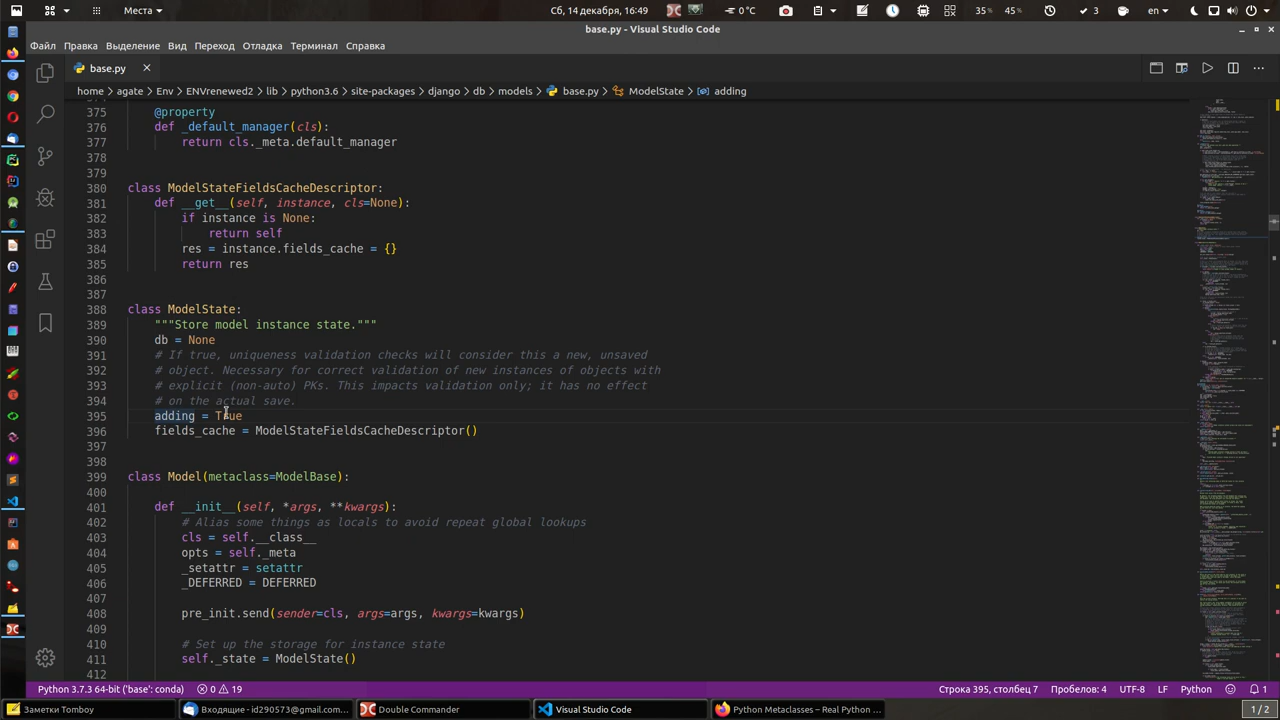 Места
Сб, 14 декабря, 16:49
0°C
35%
45%
3
en
base.py - Visual Studio Code
Файл Правка Выделение Вид Переход Отладка Терминал Справка
base.py
home › agate › Env › ENVrenewed2 › lib › python3.6 › site-packages › django › db › models › base.py › ModelState › adding
375 @property
376 def _default_manager(cls):
377 return cls._meta.default_manager
378
379
380 class ModelStateFieldsCacheDescriptor:
381 def __get__(self, instance, cls=None):
382 if instance is None:
383 return self
384 res = instance.fields_cache = {}
385 return res
386
387
388 class ModelState:
389 """Store model instance state."""
390 db = None
391 # If true, uniqueness validation checks will consider this a new, unsaved
392 # object. Necessary for correct validation of new instances of objects with
393 # explicit (non-auto) PKs. This impacts validation only; it has no effect
394 # on the actual save.
395 adding = True
396 fields_cache = ModelStateFieldsCacheDescriptor()
397
398
399 class Model(metaclass=ModelBase):
400
401 def __init__(self, *args, **kwargs):
402 # Alias some things as locals to avoid repeat global lookups
403 cls = self.__class__
404 opts = self._meta
405 _setattr = setattr
406 _DEFERRED = DEFERRED
407
408 pre_init.send(sender=cls, args=args, kwargs=kwargs)
409
410 # Set up the storage for instance state
411 self._state = ModelState()
412
Python 3.7.3 64-bit ('base': conda)
0
Строка 395, столбец 7
Пробелов: 4
UTF-8
LF
Python
1
Заметки Tomboy
Входящие - id290573@gmail.com...
Double Commander
Visual Studio Code
Python Metaclasses – Real Python ...
1 / 2